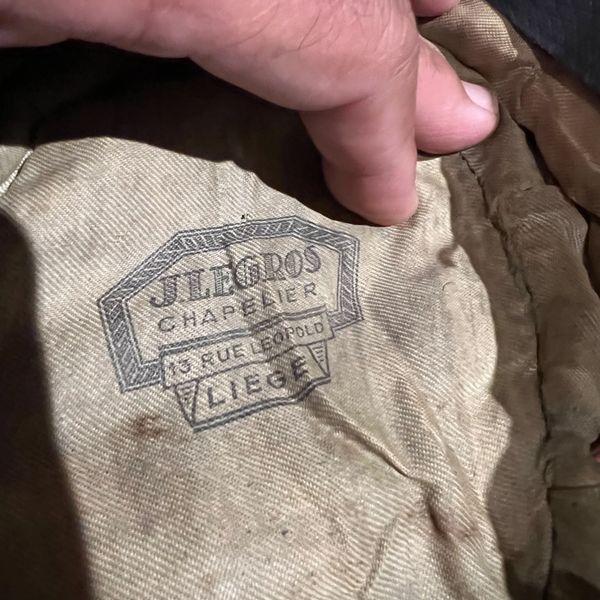 J LEGROS
CHAPELIER
13 RUE LEOPOLD
LIEGE